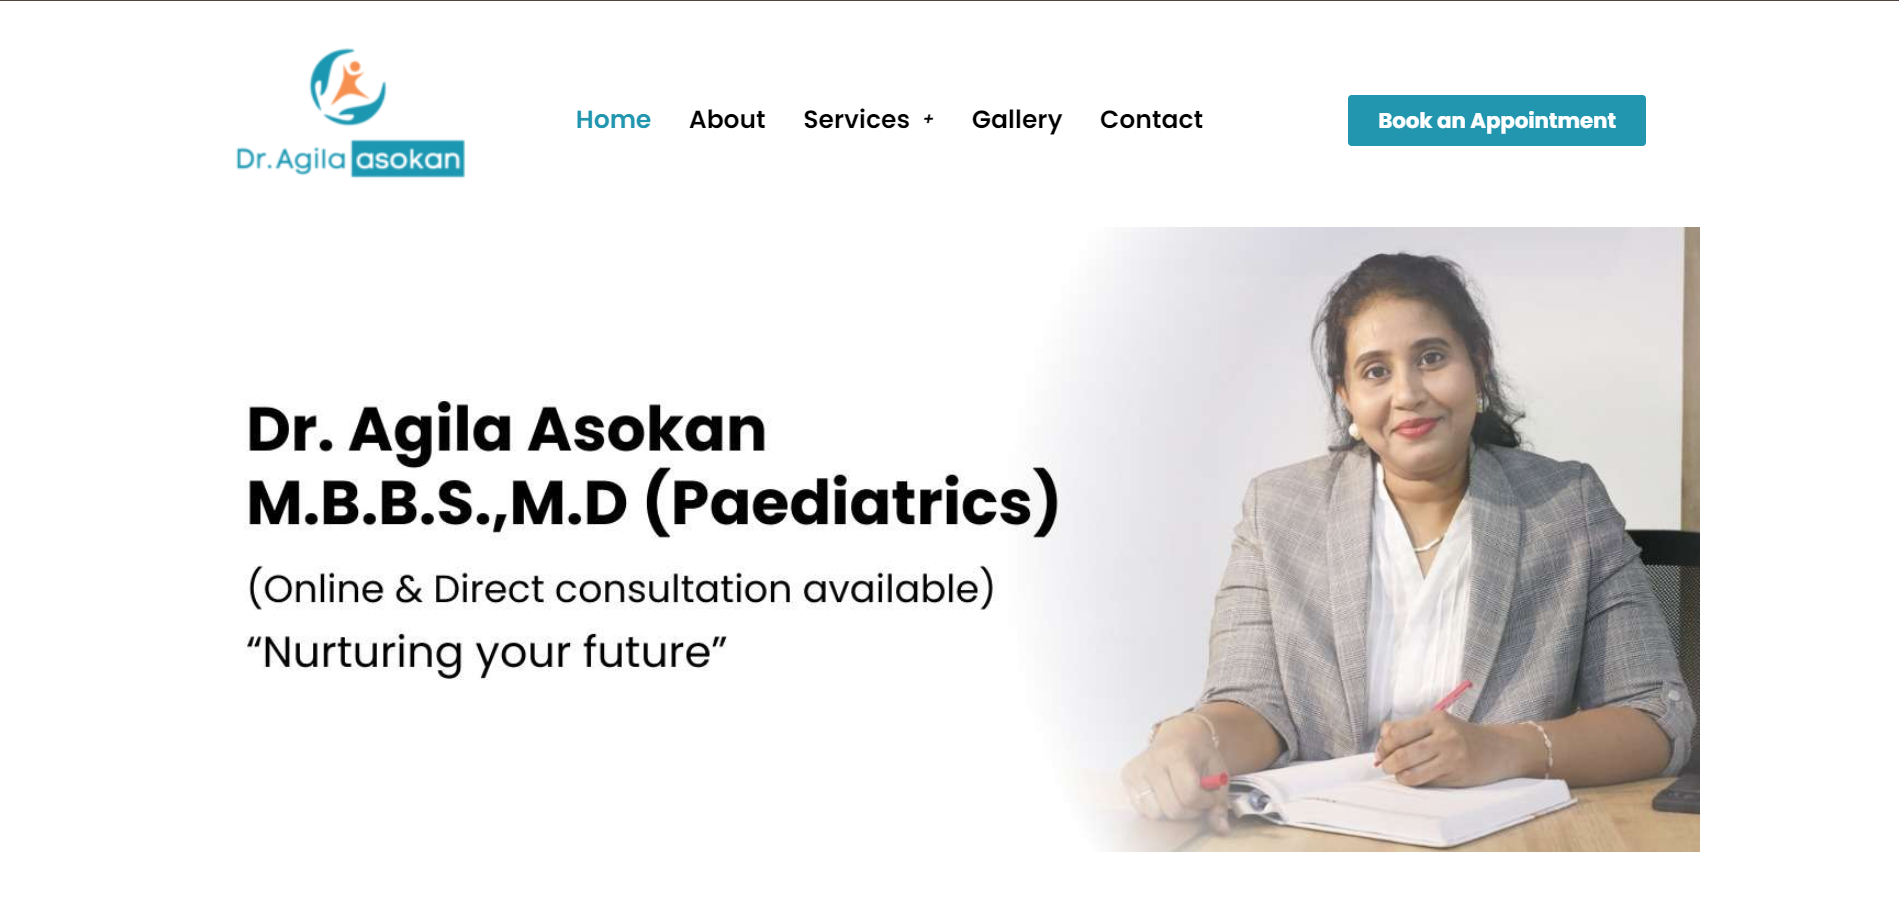 Dr. Agila asokan
Home About Services + Gallery Contact
Book an Appointment
Dr. Agila Asokan
M.B.B.S.,M.D (Paediatrics)
(Online & Direct consultation available)
“Nurturing your future”